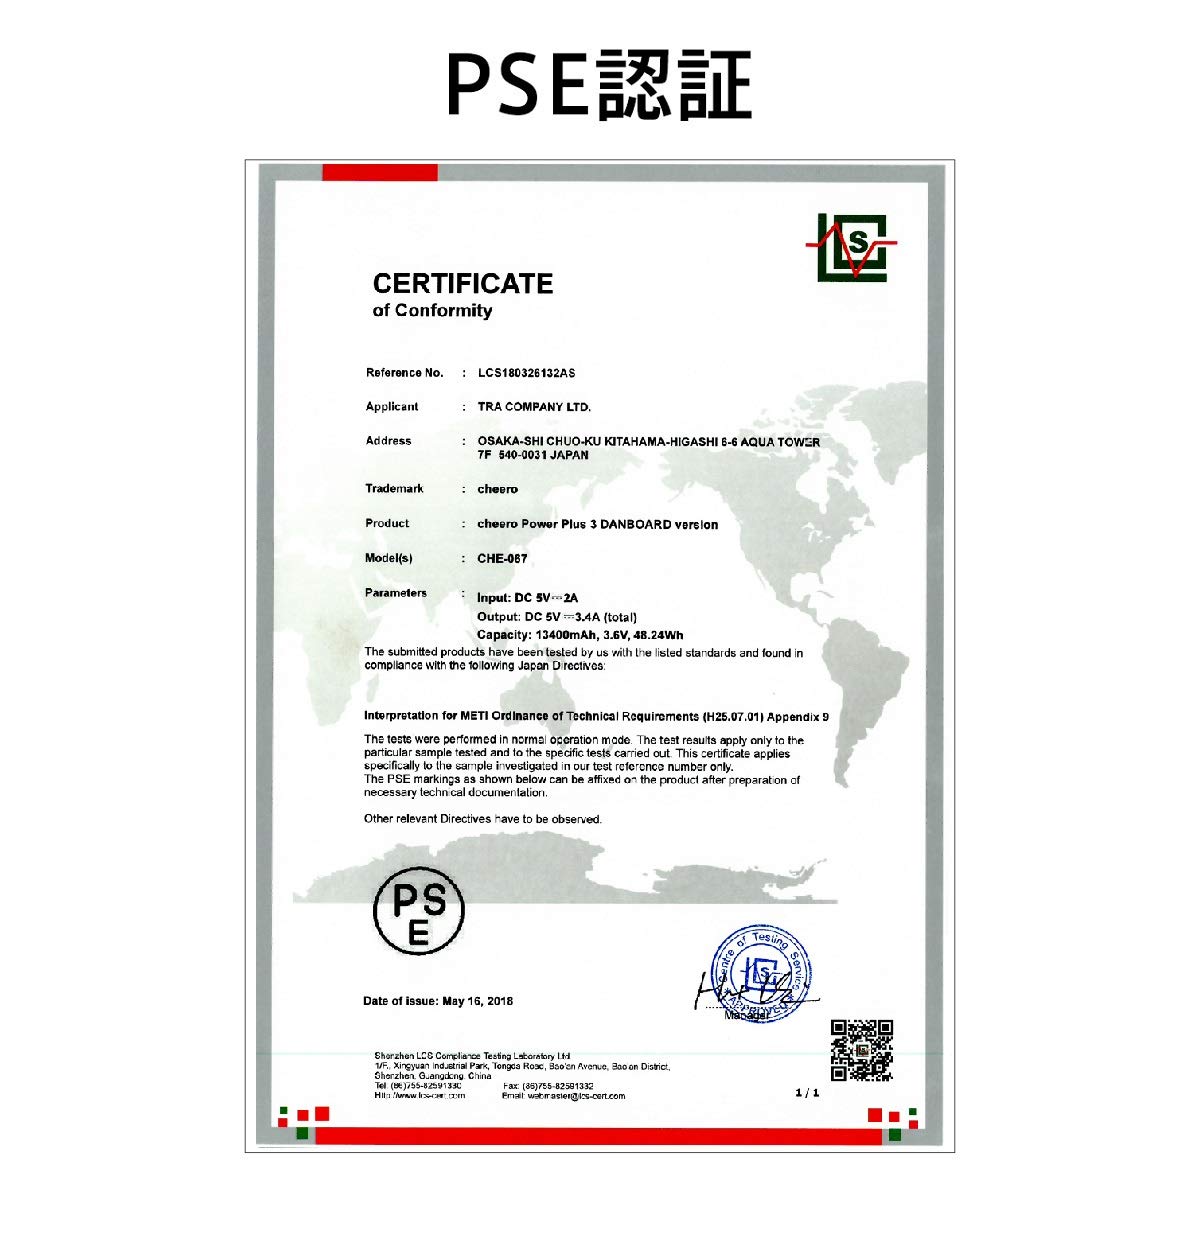 PSE認証
LCS
CERTIFICATE
of Conformity
Reference No. : LCS180326132AS
Applicant : TRA COMPANY LTD.
Address : OSAKA-SHI CHUO-KU KITAHAMA-HIGASHI 6-6 AQUA TOWER
7F 540-0031 JAPAN
Trademark : cheero
Product : cheero Power Plus 3 DANBOARD version
Model(s) : CHE-067
Parameters : Input: DC 5V⎓2A
Output: DC 5V⎓3.4A (total)
Capacity: 13400mAh, 3.6V, 48.24Wh
The submitted products have been tested by us with the listed standards and found in
compliance with the following Japan Directives:
Interpretation for METI Ordinance of Technical Requirements (H25.07.01) Appendix 9
The tests were performed in normal operation mode. The test results apply only to the
particular sample tested and to the specific tests carried out. This certificate applies
specifically to the sample investigated in our test reference number only.
The PSE markings as shown below can be affixed on the product after preparation of
necessary technical documentation.
Other relevant Directives have to be observed.
PS
E
Centre of Testing Service
APPROVED
Manager
Date of issue: May 16, 2018
Shenzhen LCS Compliance Testing Laboratory Ltd
1/F., Xingyuan Industrial Park, Tongda Road, Bao'an Avenue, Bao'an District,
Shenzhen, Guangdong, China
Tel: (86)755-82591330 Fax: (86)755-82591332
Http://www.lcs-cert.com Email: webmaster@lcs-cert.com
1 / 1